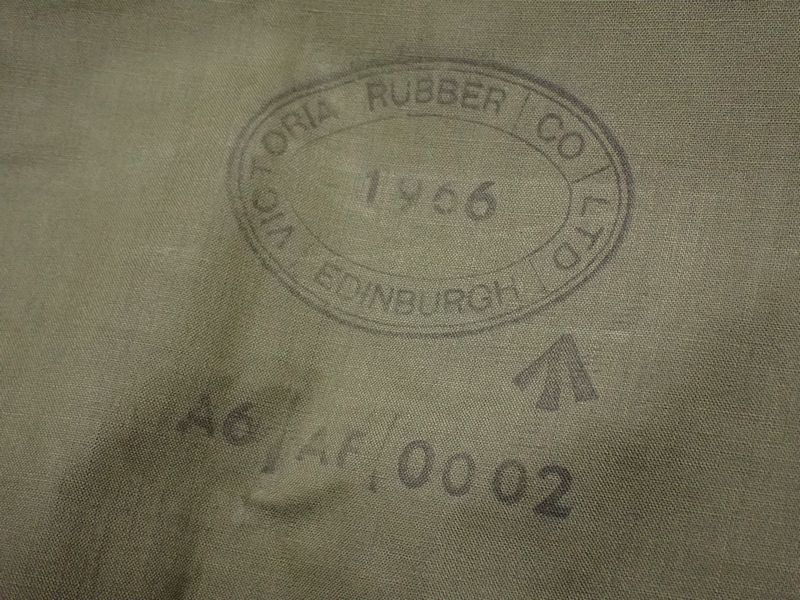 VICTORIA RUBBER CO LTD
1966
EDINBURGH
A6/AF/0002